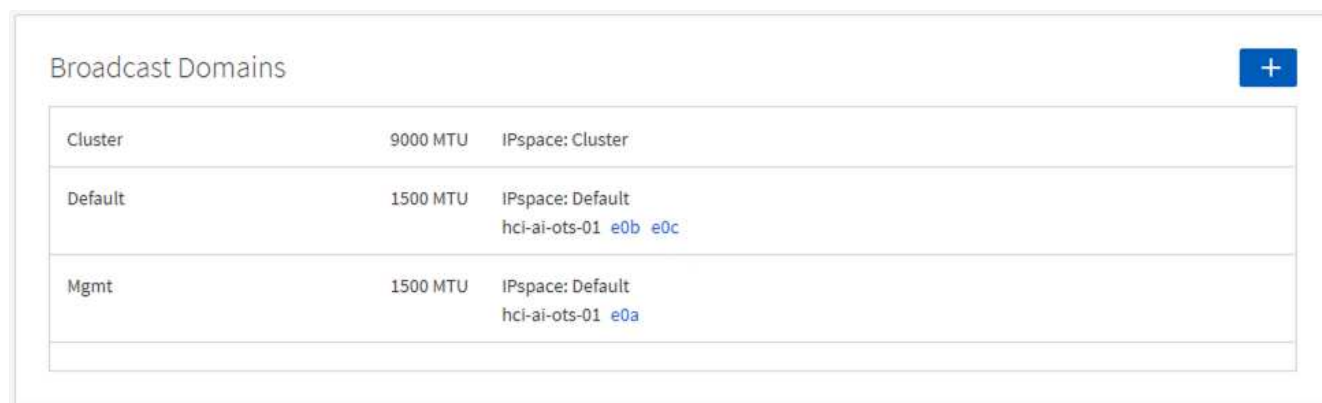 Broadcast Domains
+
Cluster 9000 MTU IPspace: Cluster
Default 1500 MTU IPspace: Default
hci-ai-ots-01 e0b e0c
Mgmt 1500 MTU IPspace: Default
hci-ai-ots-01 e0a